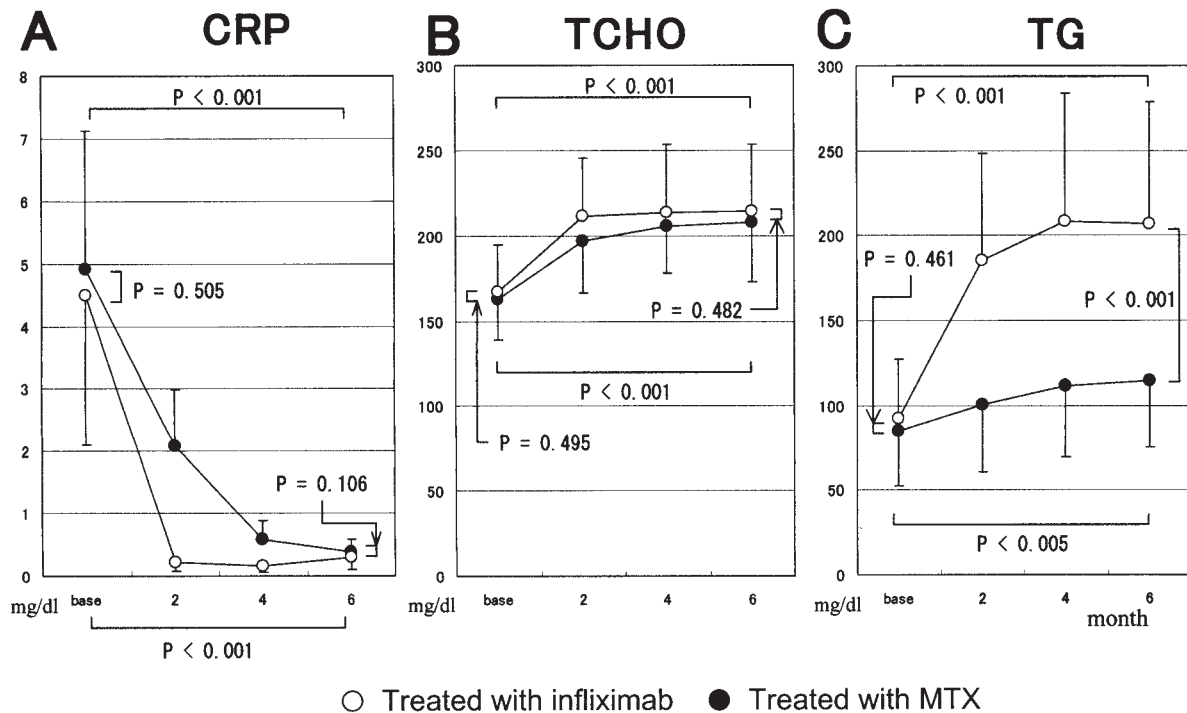 A CRP
8
7
6
5
4
3
2
1
0
P < 0.001
P = 0.505
P = 0.106
mg/dl base 2 4 6
P < 0.001
B TCHO
300
250
200
150
100
50
0
P < 0.001
P = 0.482
P < 0.001
P = 0.495
mg/dl base 2 4 6
C TG
300
250
200
150
100
50
0
P < 0.001
P = 0.461
P < 0.001
P < 0.005
mg/dl base 2 4 6
month
Treated with infliximab Treated with MTX